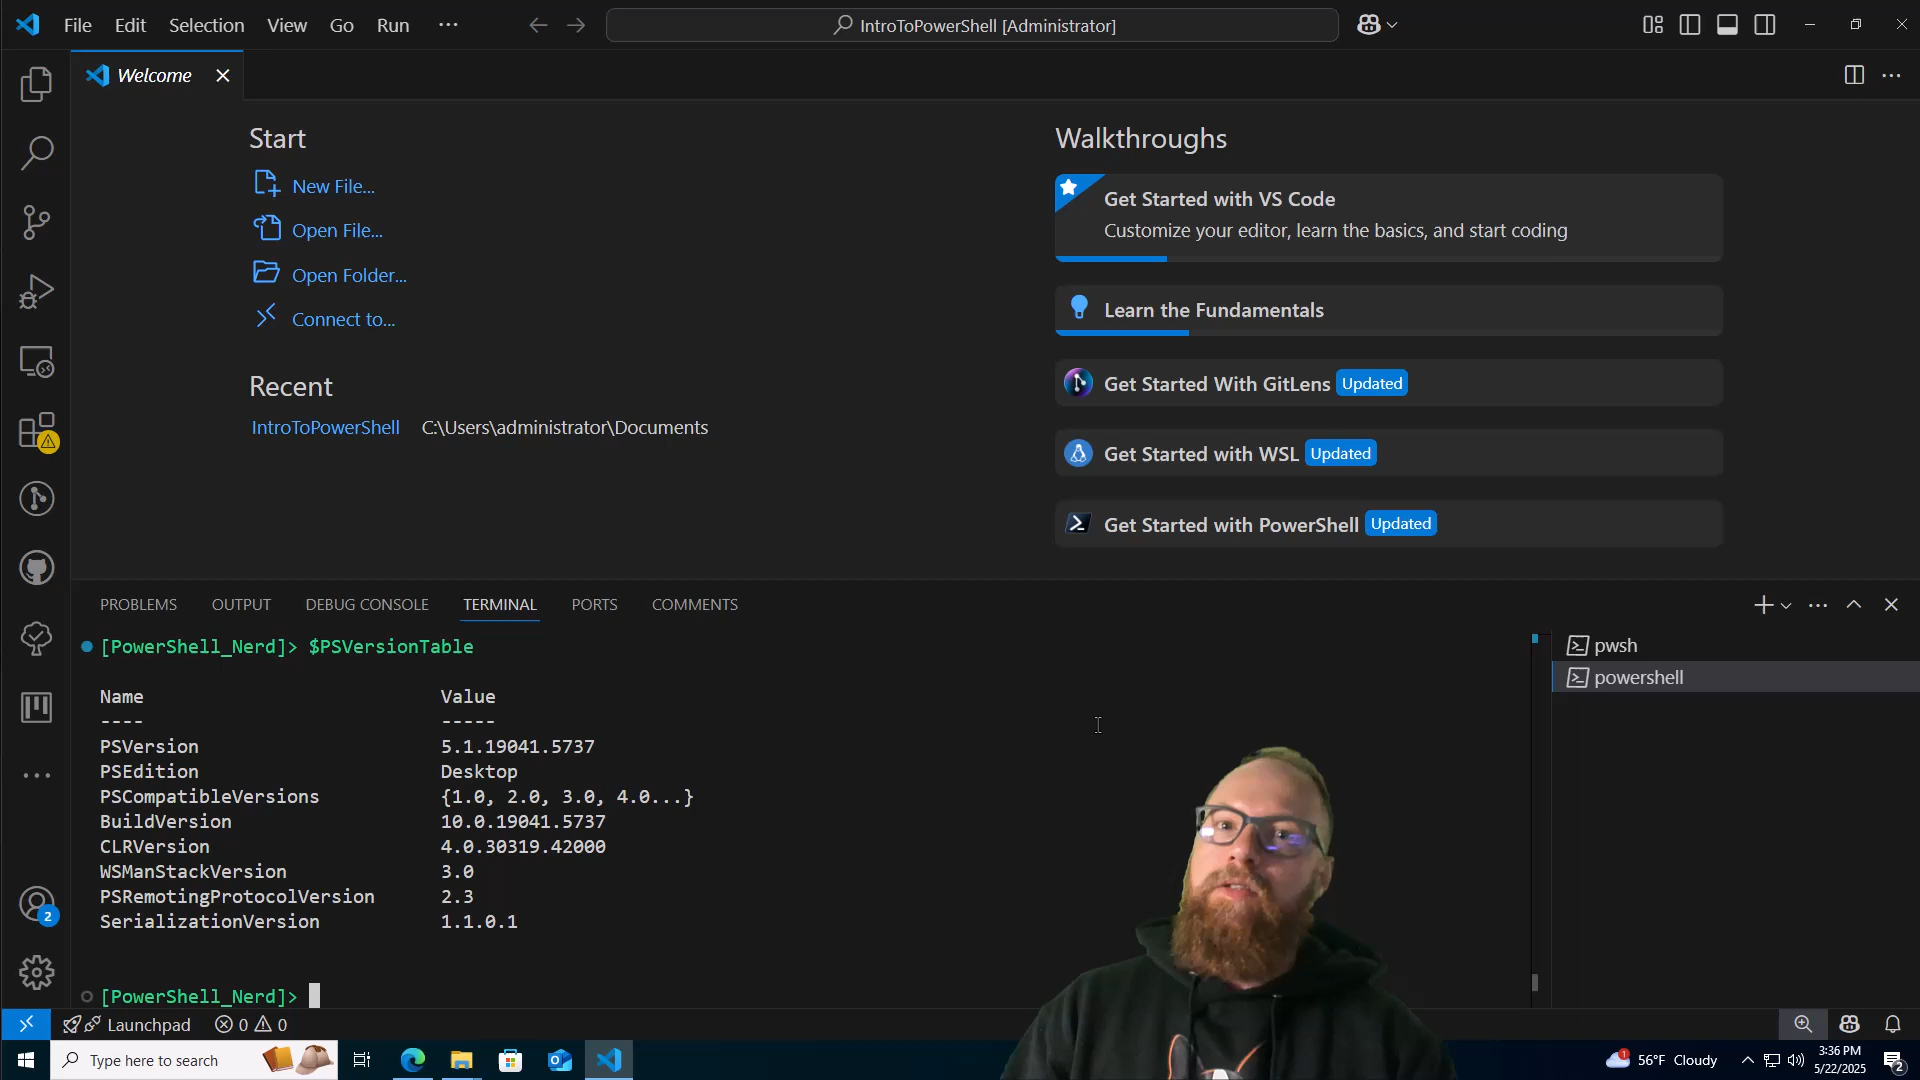 File Edit Selection View Go Run ···
IntroToPowerShell [Administrator]
Welcome
Start
New File...
Open File...
Open Folder...
Connect to...
Recent
IntroToPowerShell C:\Users\administrator\Documents
Walkthroughs
Get Started with VS Code
Customize your editor, learn the basics, and start coding
Learn the Fundamentals
Get Started With GitLens Updated
Get Started with WSL Updated
Get Started with PowerShell Updated
PROBLEMS OUTPUT DEBUG CONSOLE TERMINAL PORTS COMMENTS
[PowerShell_Nerd]> $PSVersionTable
Name Value
---- -----
PSVersion 5.1.19041.5737
PSEdition Desktop
PSCompatibleVersions {1.0, 2.0, 3.0, 4.0...}
BuildVersion 10.0.19041.5737
CLRVersion 4.0.30319.42000
WSManStackVersion 3.0
PSRemotingProtocolVersion 2.3
SerializationVersion 1.1.0.1
[PowerShell_Nerd]>
pwsh
powershell
2
Launchpad 0 0
Type here to search
1
56°F Cloudy
3:36 PM
5/22/2025
2